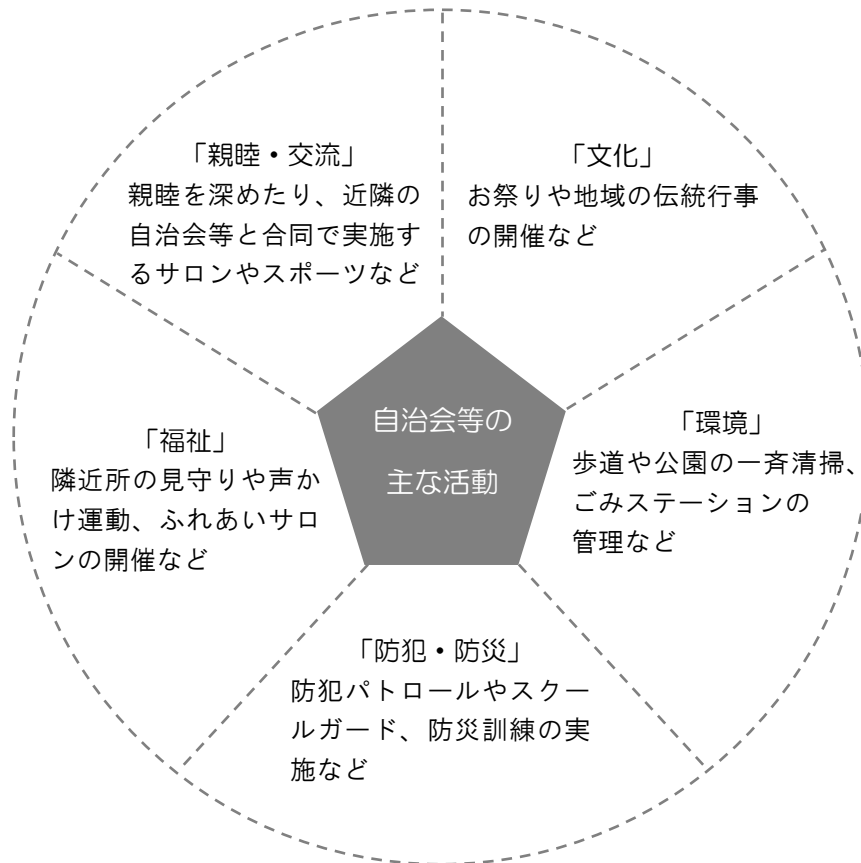 「親睦・交流」
親睦を深めたり、近隣の
自治会等と合同で実施す
るサロンやスポーツなど
「文化」
お祭りや地域の伝統行事
の開催など
自治会等の
主な活動
「福祉」
隣近所の見守りや声か
け運動、ふれあいサロ
ンの開催など
「環境」
歩道や公園の一斉清掃、
ごみステーションの
管理など
「防犯・防災」
防犯パトロールやスクー
ルガード、防災訓練の実
施など